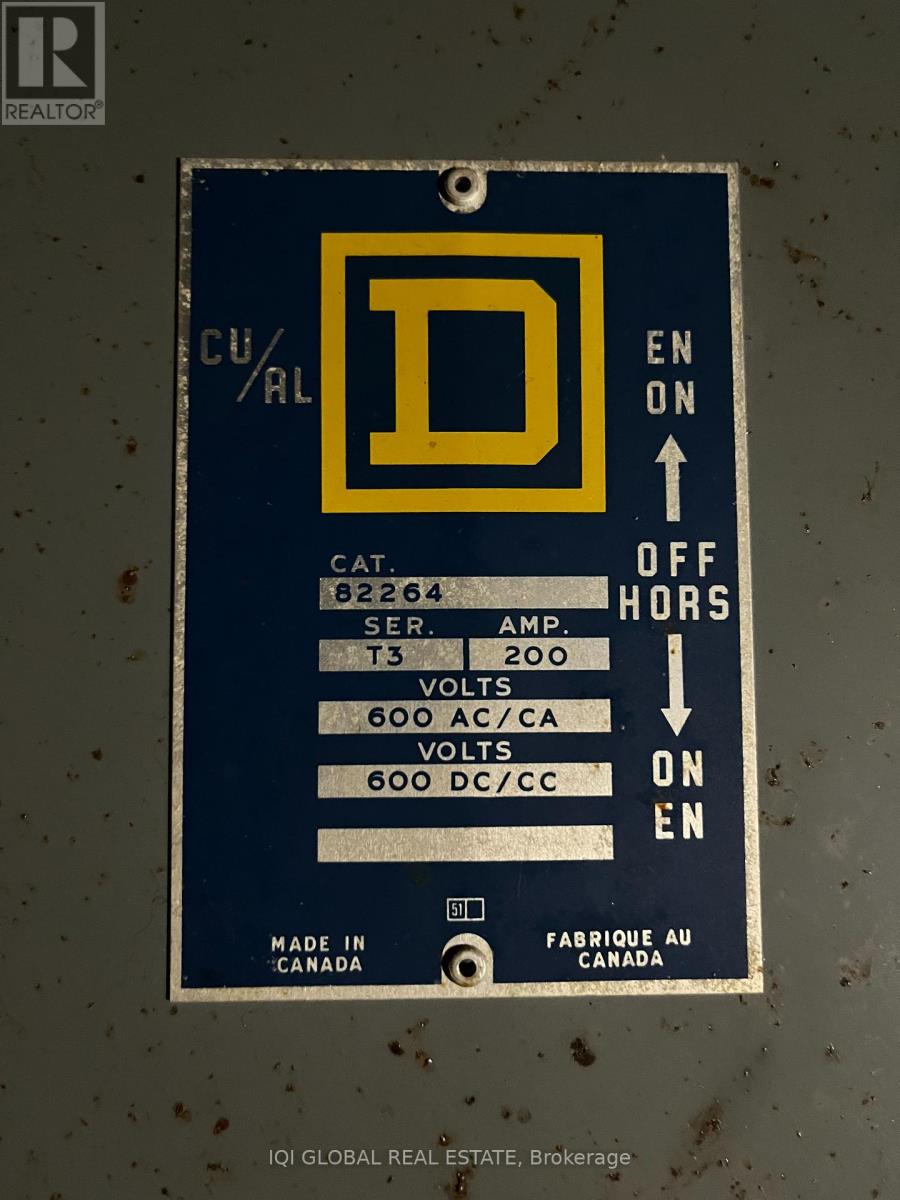 R
REALTOR®
CU/AL
D
EN
ON
OFF
HORS
ON
EN
CAT.
82264
SER. AMP.
T3 200
VOLTS
600 AC/CA
VOLTS
600 DC/CC
51
MADE IN
CANADA
FABRIQUE AU
CANADA
IQI GLOBAL REAL ESTATE, Brokerage